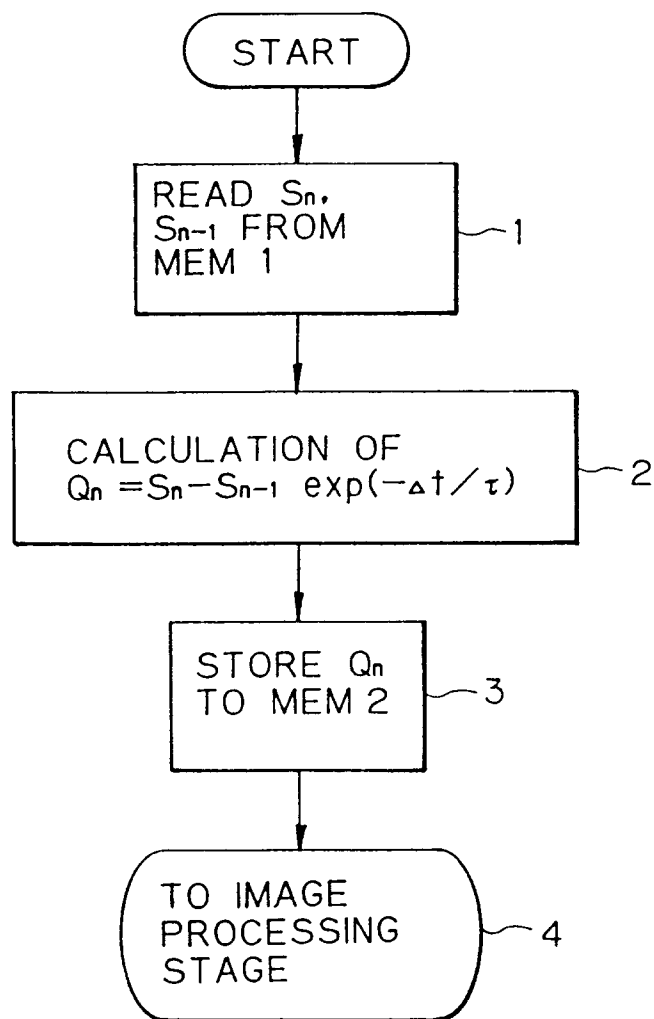 START
READ Sn,
Sn-1 FROM
MEM 1
1
CALCULATION OF
Qn =Sn-Sn-1 exp(-Δt/τ)
2
STORE Qn
TO MEM 2
3
TO IMAGE
PROCESSING
STAGE
4